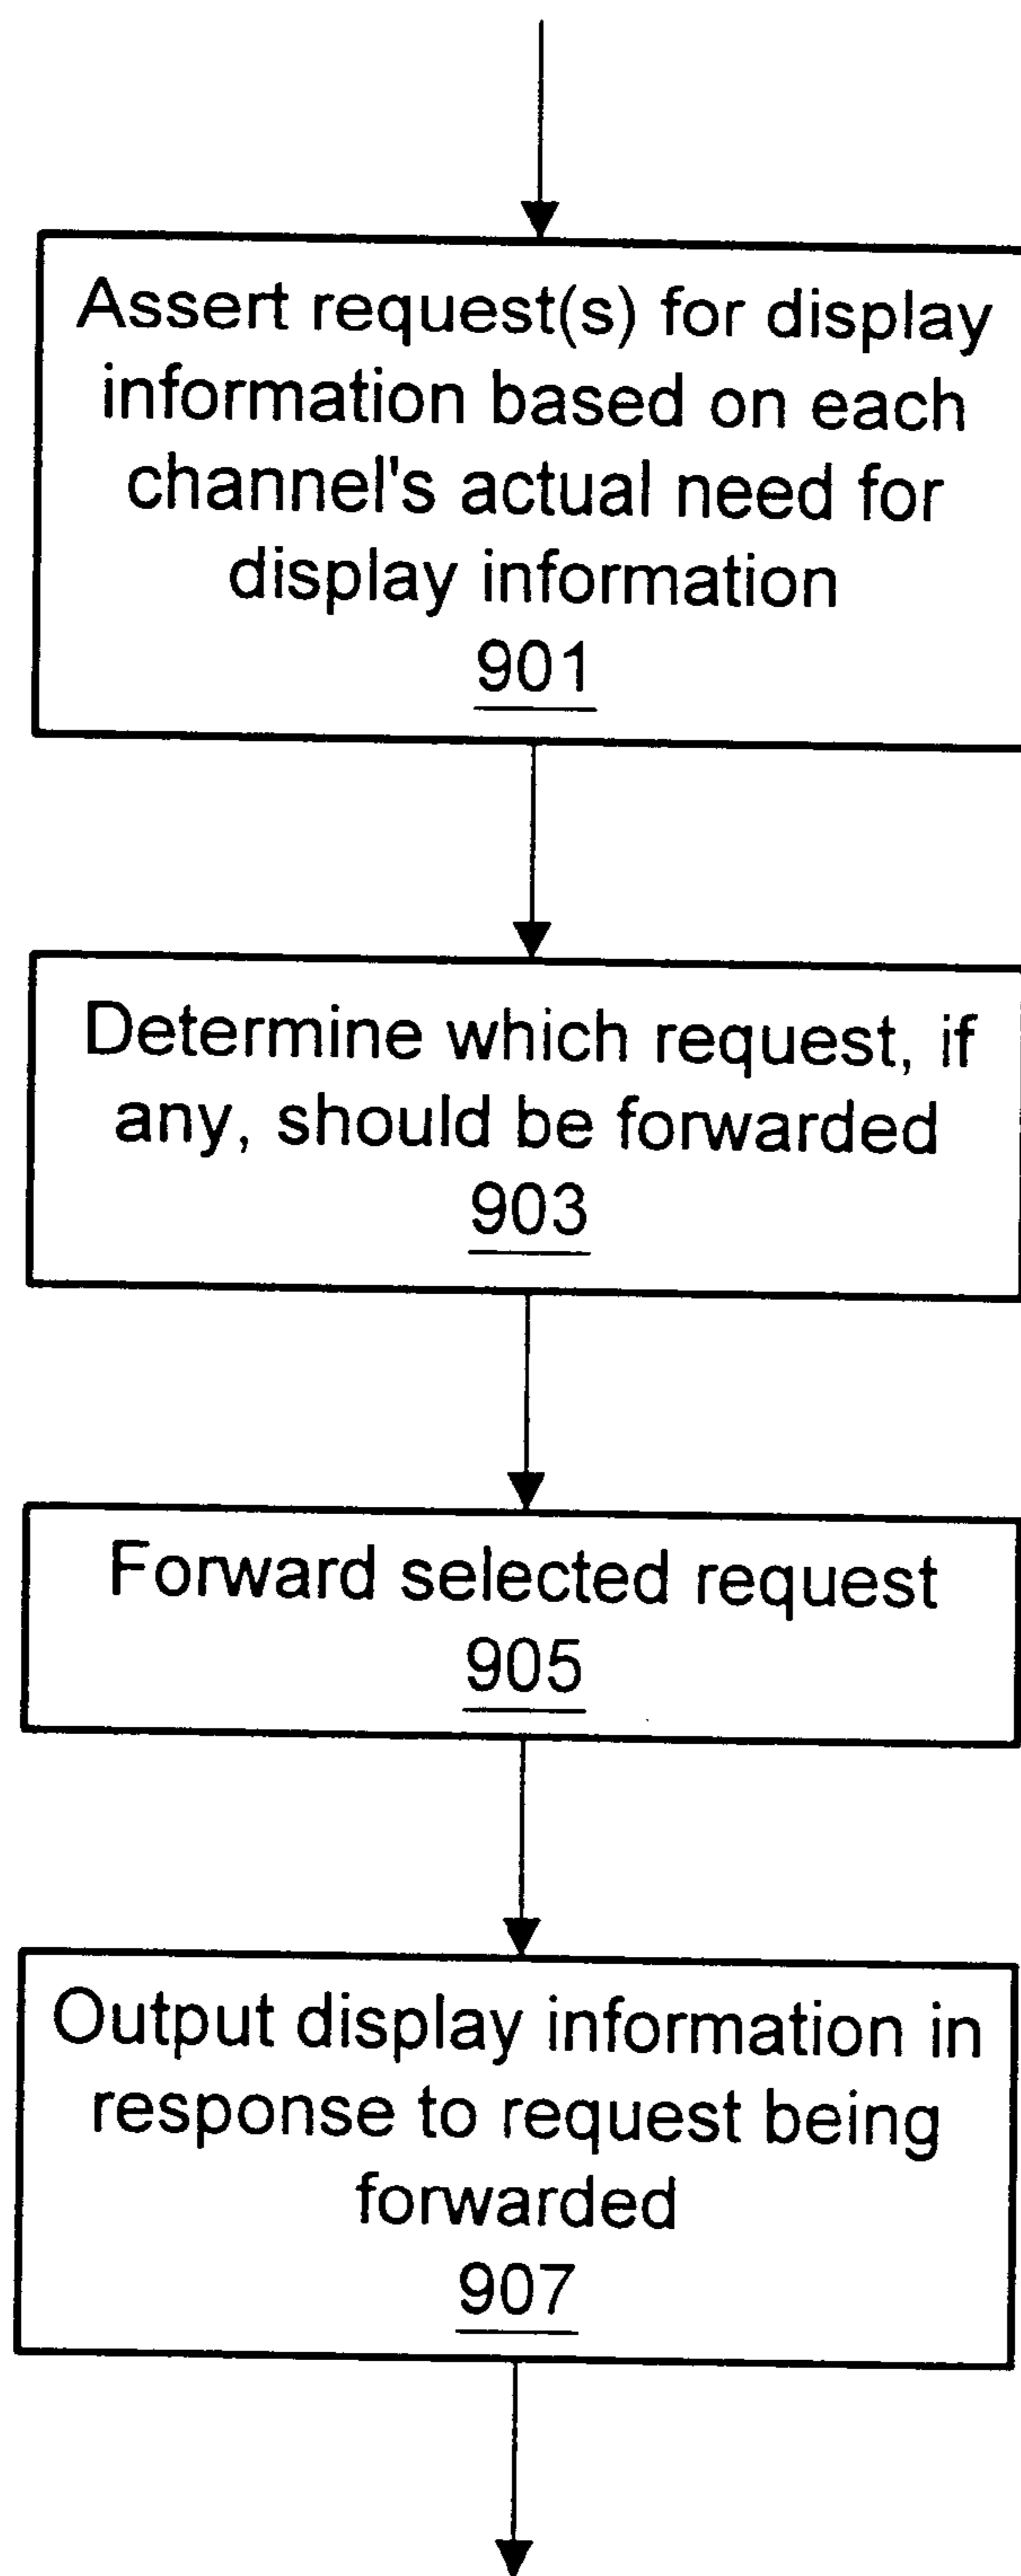 Assert request(s) for display
information based on each
channel's actual need for
display information
901
Determine which request, if
any, should be forwarded
903
Forward selected request
905
Output display information in
response to request being
forwarded
907